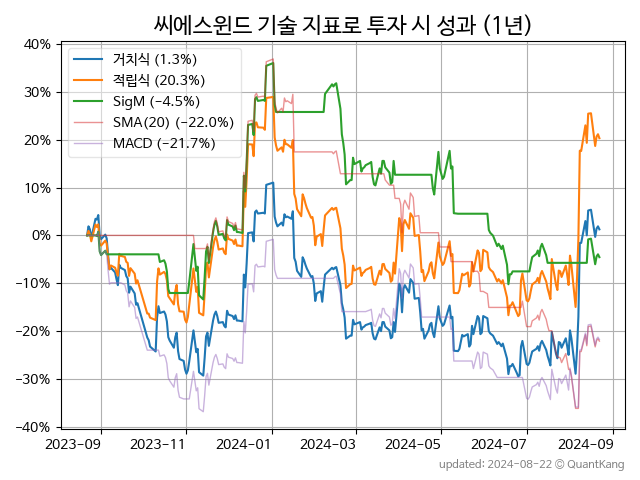 씨에스윈드 기술 지표로 투자 시 성과 (1년)
40%
30%
20%
10%
0%
−10%
−20%
−30%
−40%
거치식 (1.3%)
적립식 (20.3%)
SigM (−4.5%)
SMA(20) (−22.0%)
MACD (−21.7%)
2023-09 2023-11 2024-01 2024-03 2024-05 2024-07 2024-09
updated: 2024-08-22 © QuantKang